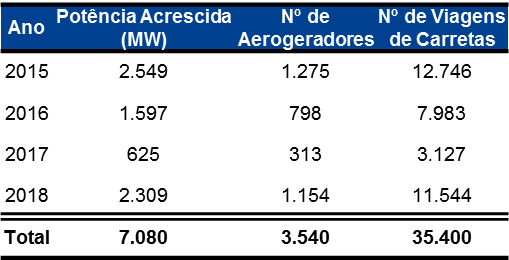 Ano Potência Acrescida (MW) Nº de Aerogeradores Nº de Viagens de Carretas
2015 2.549 1.275 12.746
2016 1.597 798 7.983
2017 625 313 3.127
2018 2.309 1.154 11.544
Total 7.080 3.540 35.400